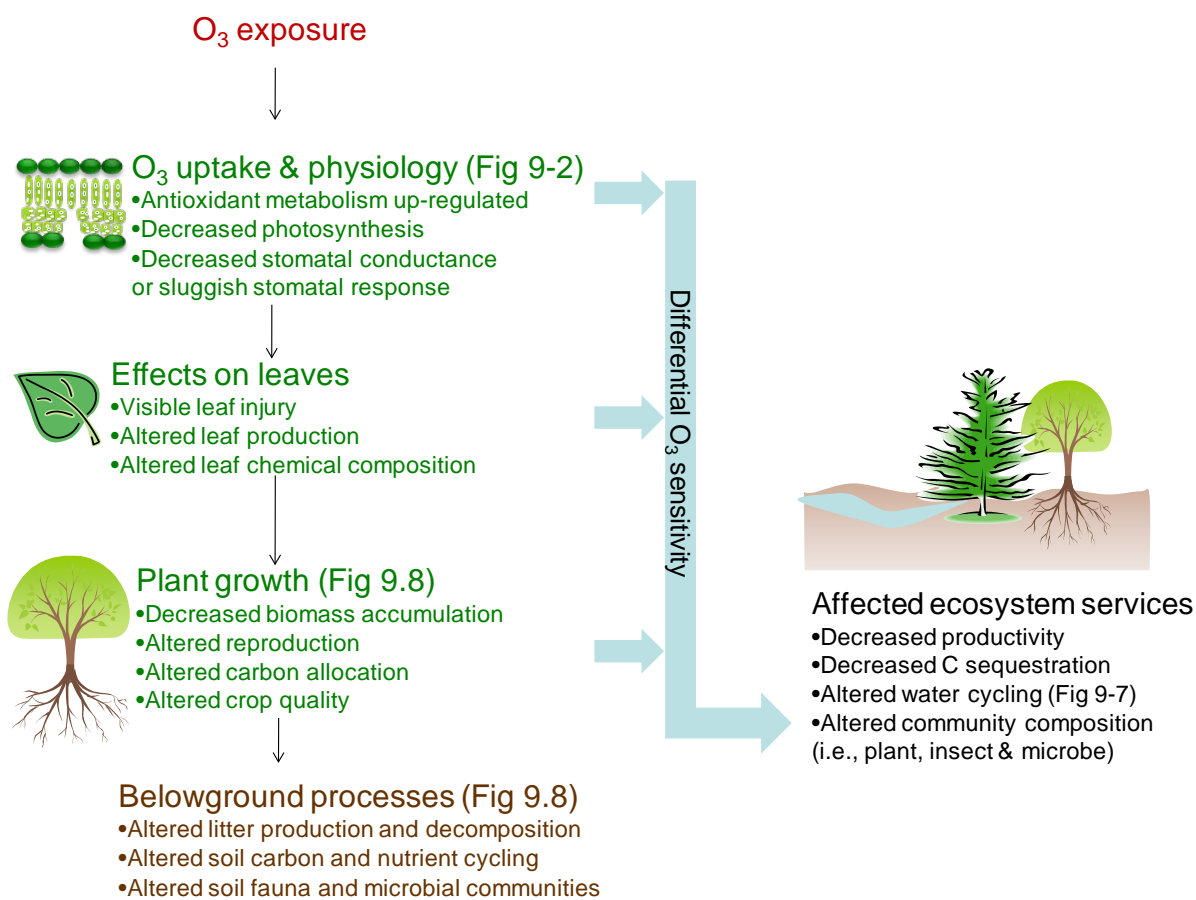 O₃ exposure
O₃ uptake & physiology (Fig 9-2)
•Antioxidant metabolism up-regulated
•Decreased photosynthesis
•Decreased stomatal conductance
or sluggish stomatal response
Effects on leaves
•Visible leaf injury
•Altered leaf production
•Altered leaf chemical composition
Plant growth (Fig 9.8)
•Decreased biomass accumulation
•Altered reproduction
•Altered carbon allocation
•Altered crop quality
Belowground processes (Fig 9.8)
•Altered litter production and decomposition
•Altered soil carbon and nutrient cycling
•Altered soil fauna and microbial communities
Differential O₃ sensitivity
Affected ecosystem services
•Decreased productivity
•Decreased C sequestration
•Altered water cycling (Fig 9-7)
•Altered community composition
(i.e., plant, insect & microbe)